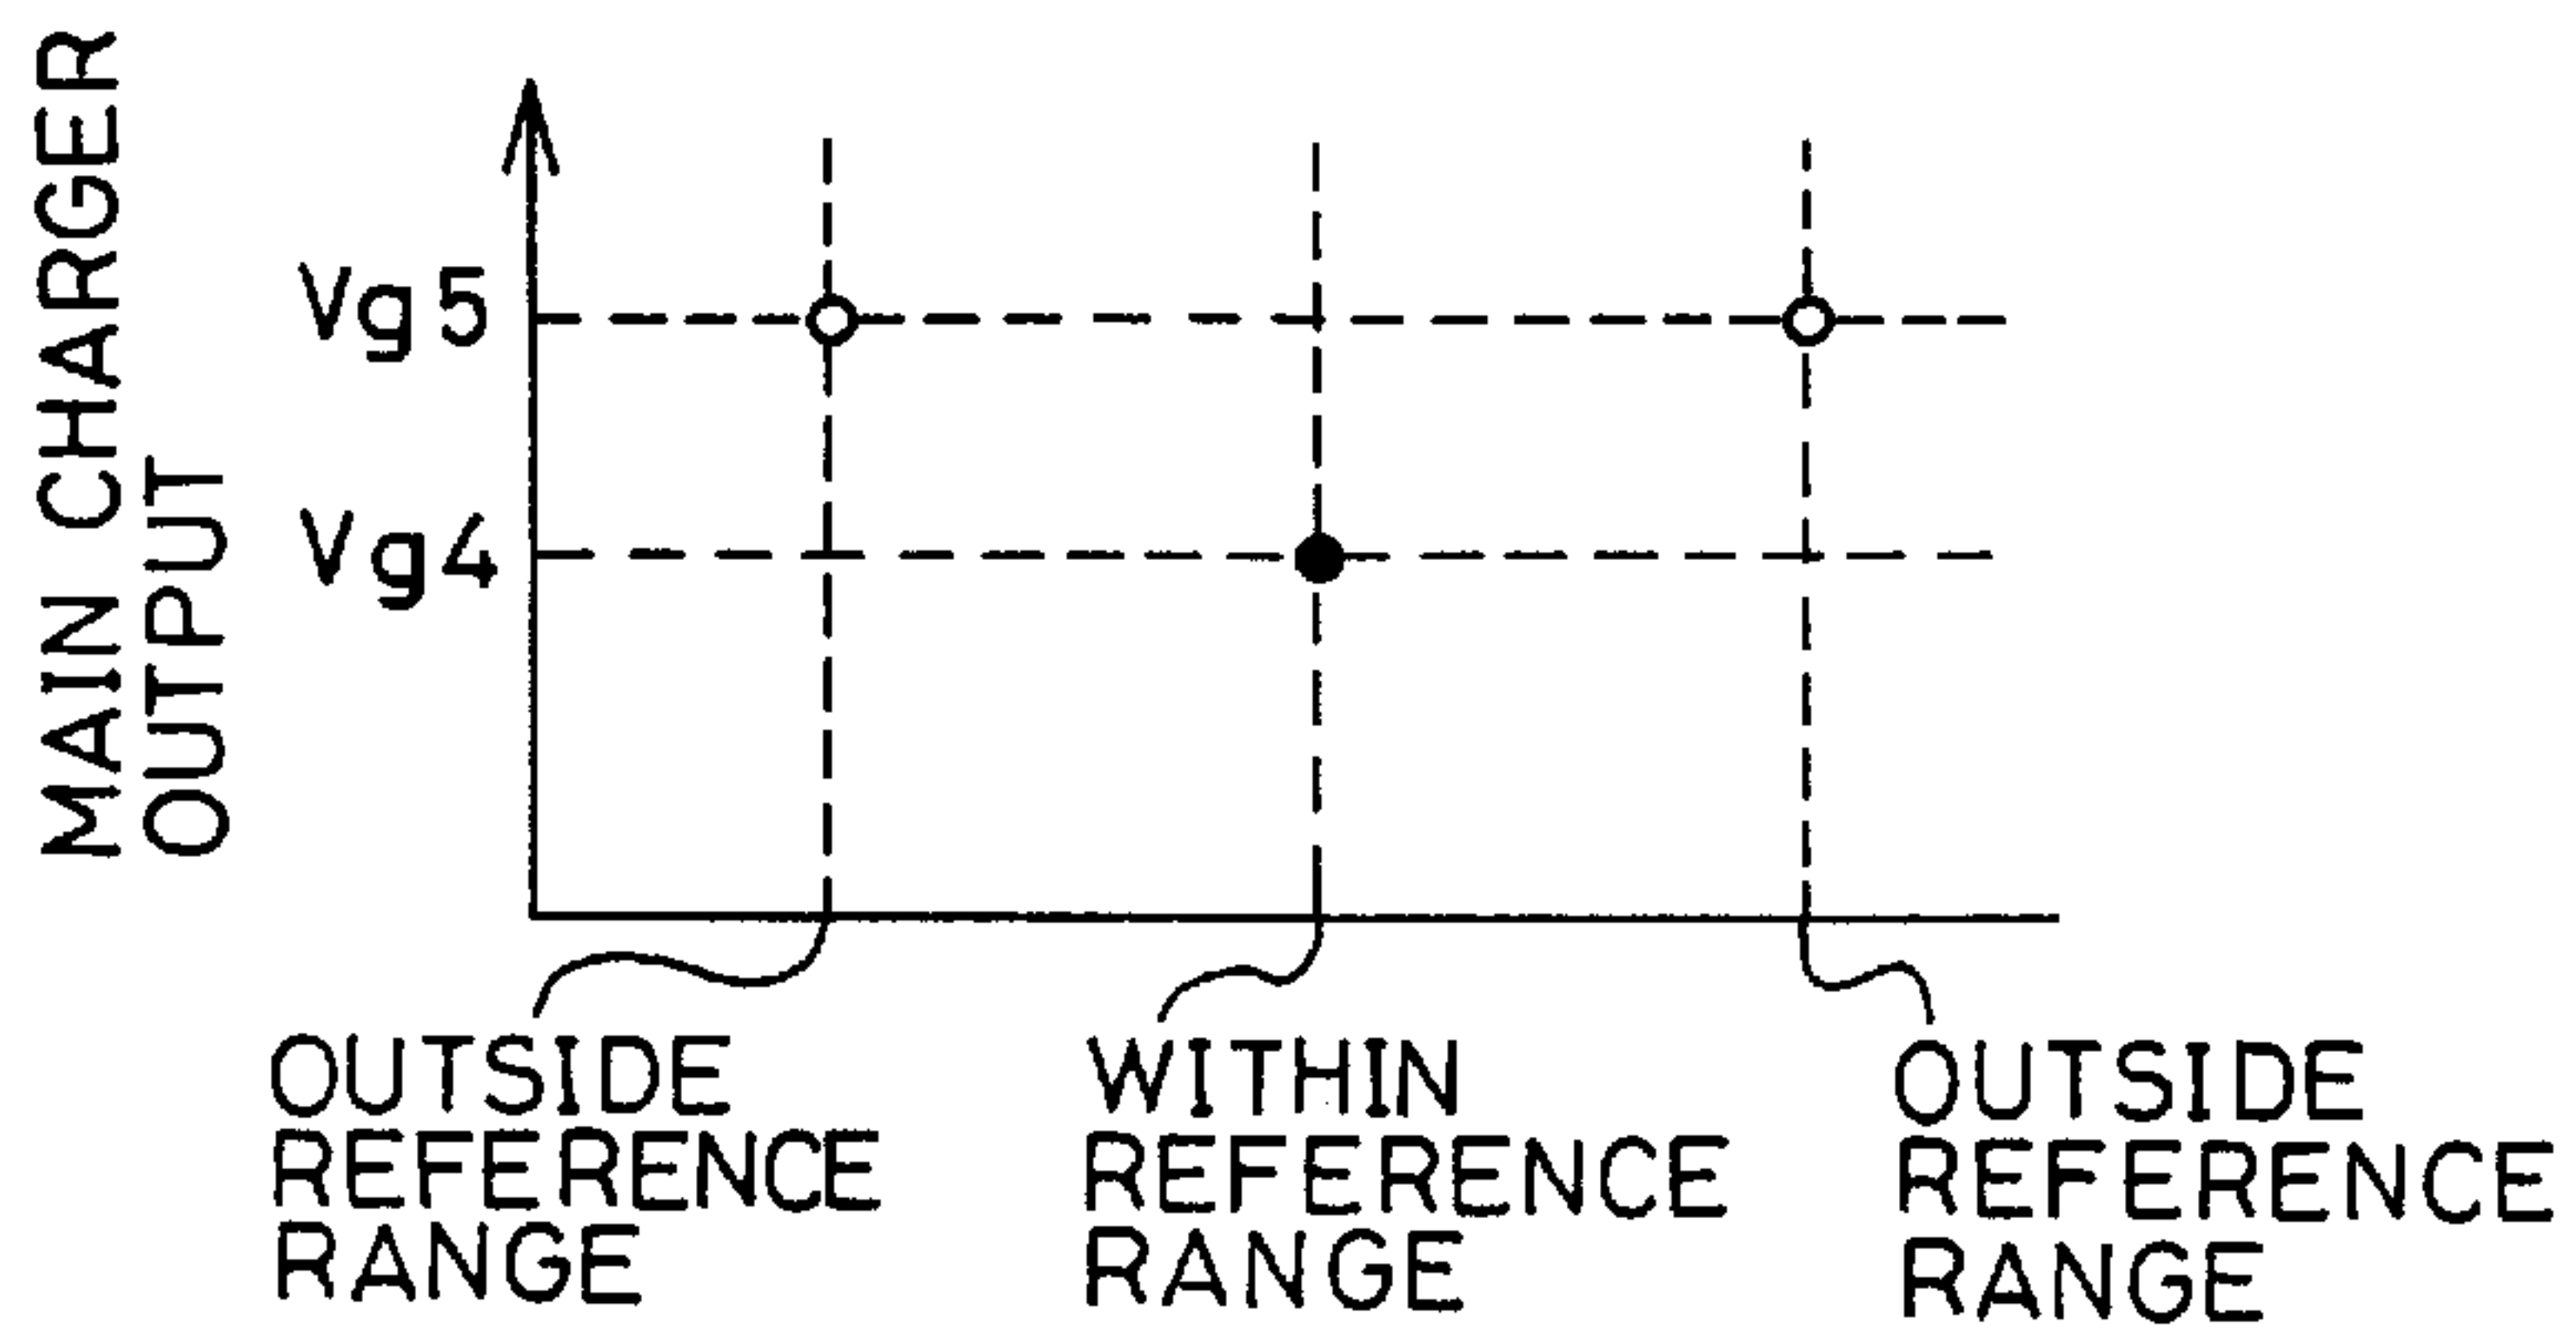 MAIN CHARGER
OUTPUT
Vg5
Vg4
OUTSIDE
REFERENCE
RANGE
WITHIN
REFERENCE
RANGE
OUTSIDE
REFERENCE
RANGE